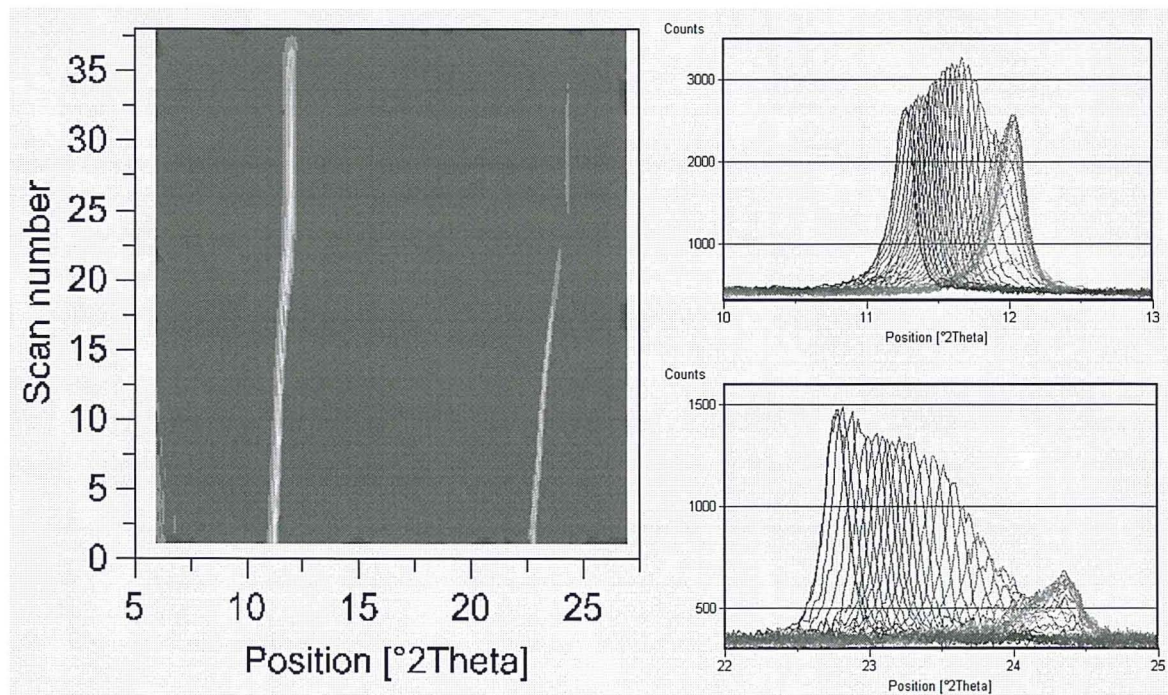 35
30
25
20
15
10
5
0
Scan number
5 10 15 20 25
Position [°2Theta]
Counts
3000
2000
1000
10 11 12 13
Position [°2Theta]
Counts
1500
1000
500
22 23 24 25
Position [°2Theta]